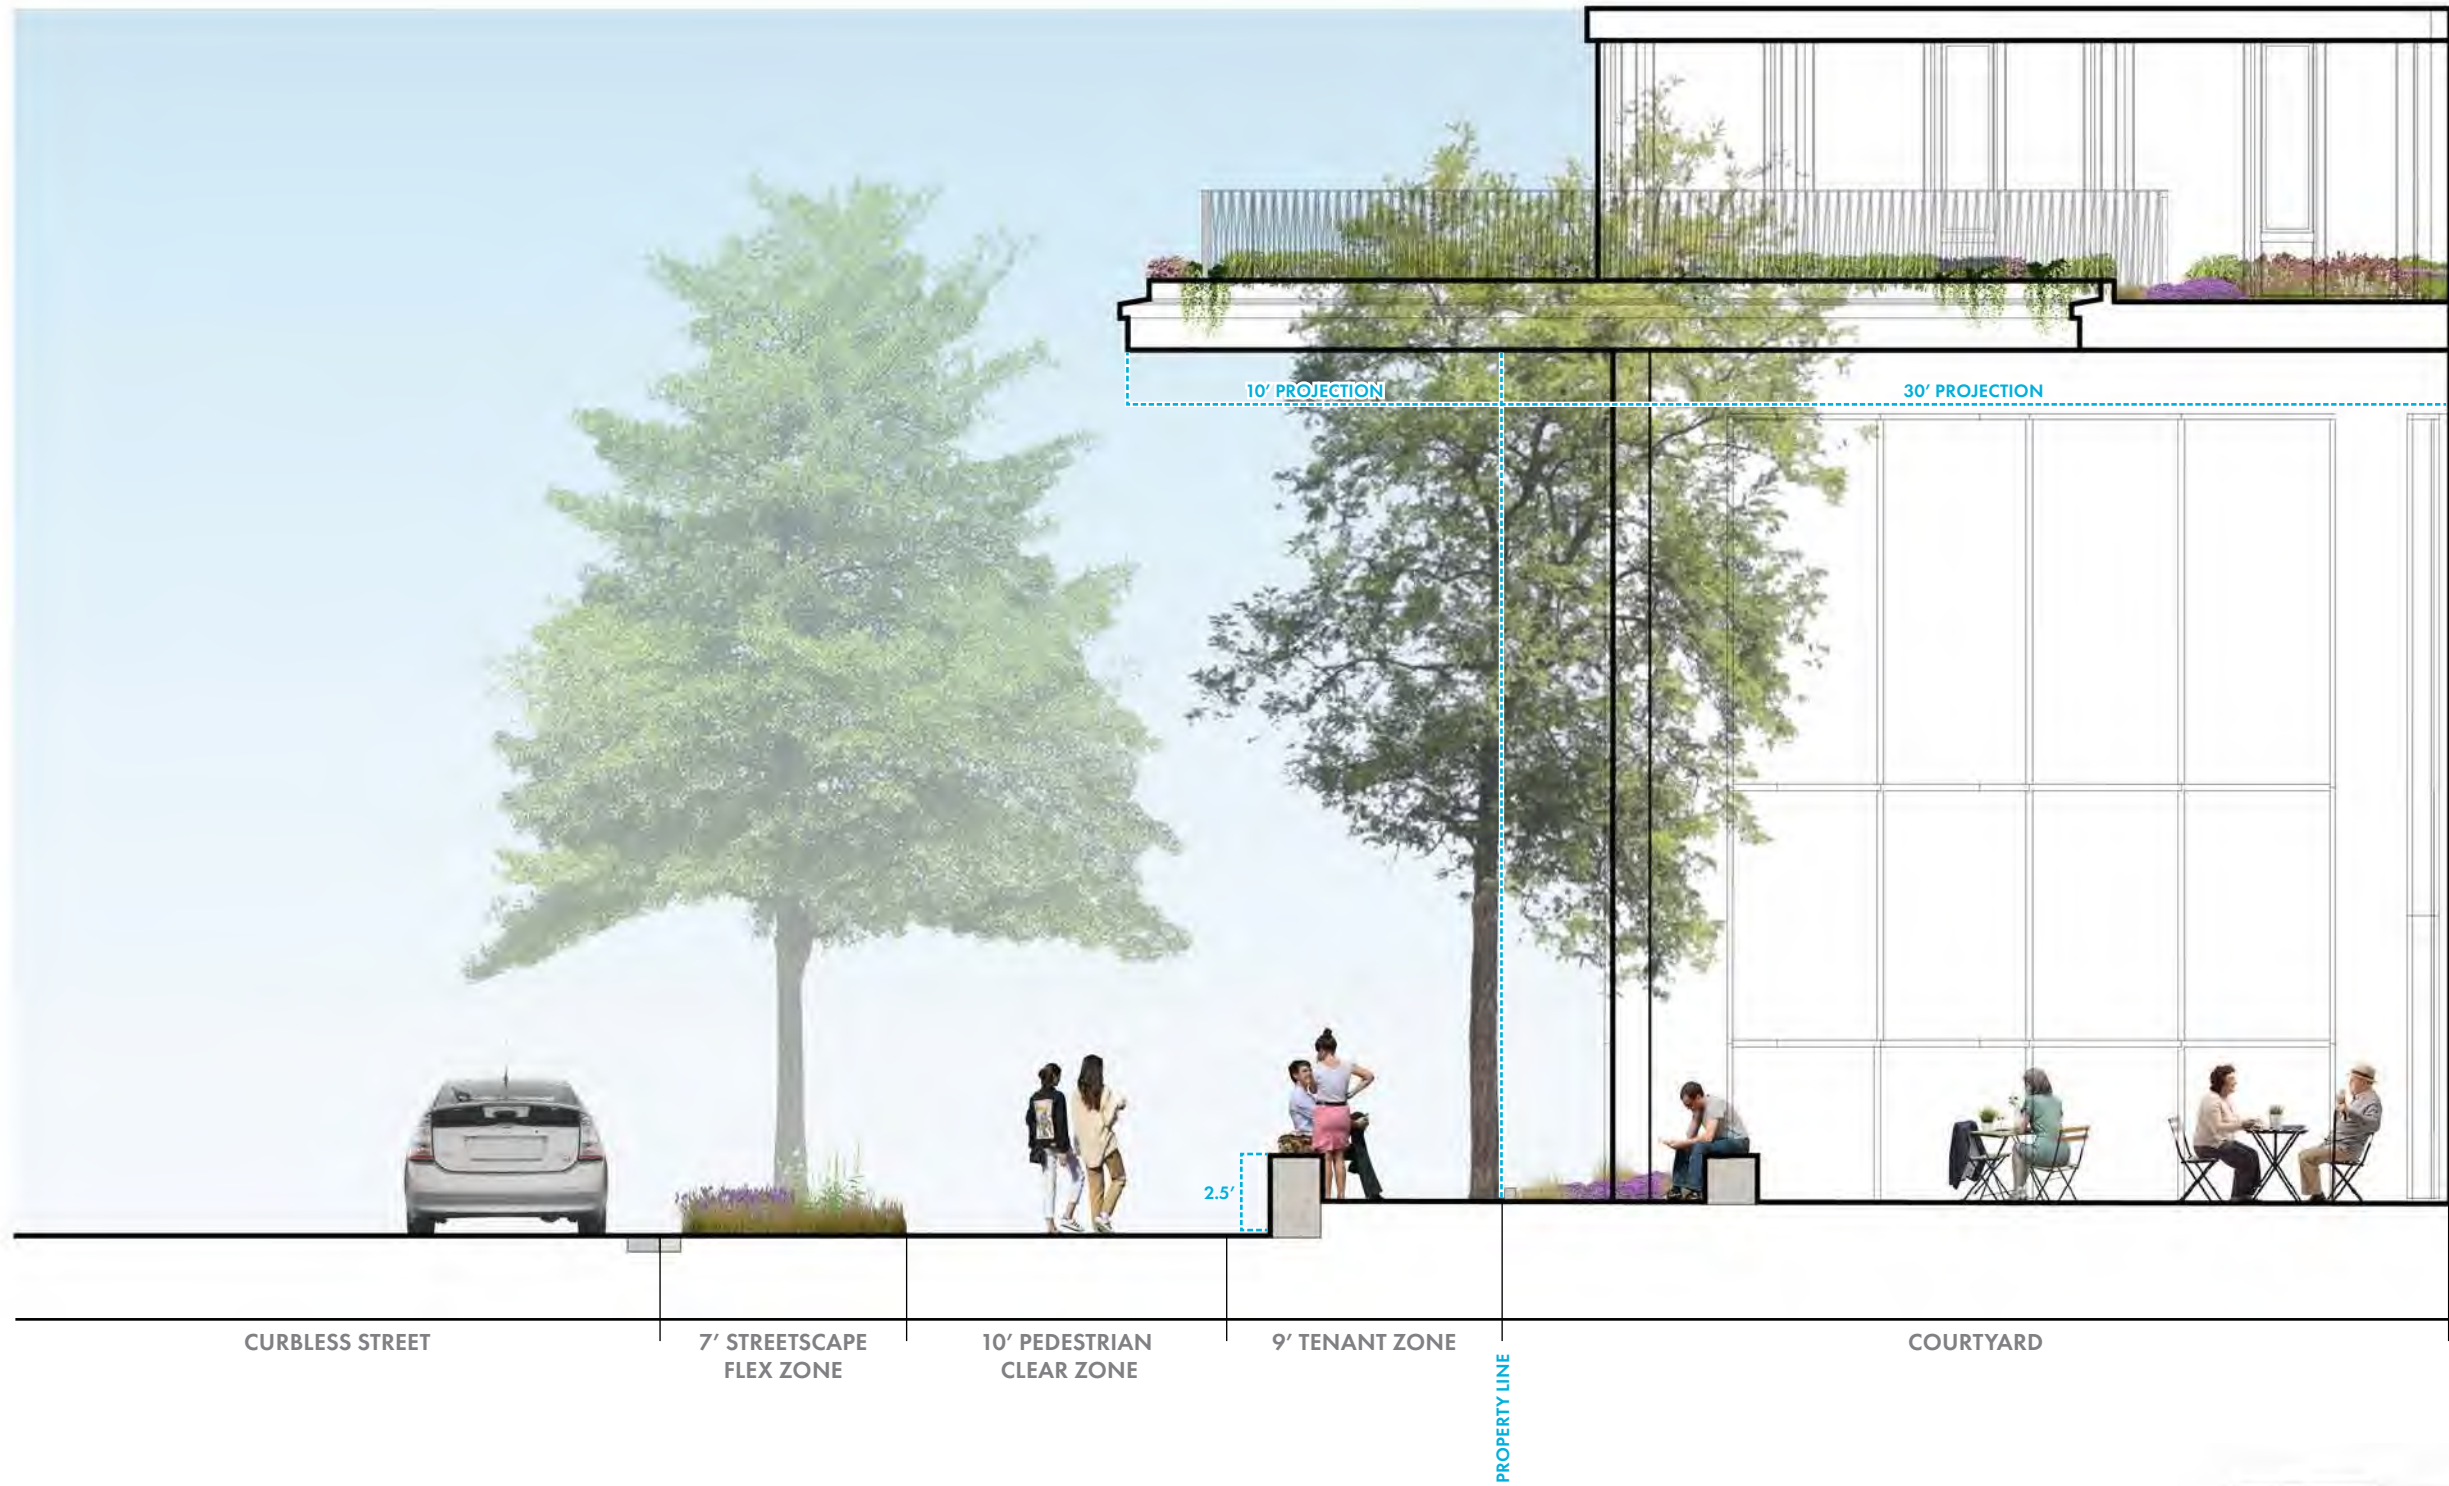 10′ PROJECTION
30′ PROJECTION
2.5′
CURBLESS STREET
7′ STREETSCAPE
FLEX ZONE
10′ PEDESTRIAN
CLEAR ZONE
9′ TENANT ZONE
PROPERTY LINE
COURTYARD